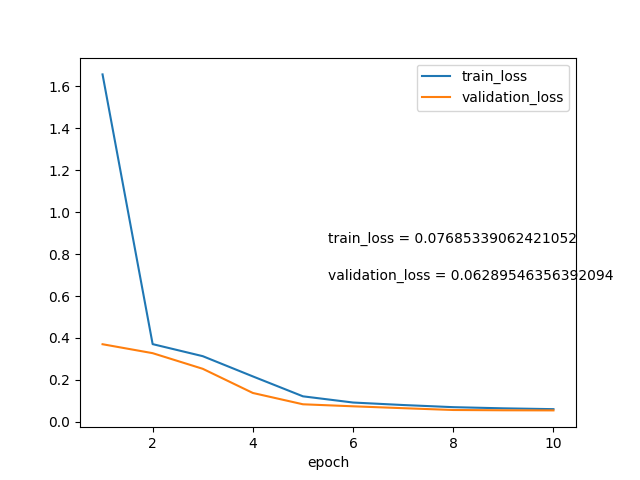 train_loss
validation_loss
1.6
1.4
1.2
1.0
0.8
0.6
0.4
0.2
0.0
train_loss = 0.07685339062421052
validation_loss = 0.06289546356392094
2
4
6
8
10
epoch